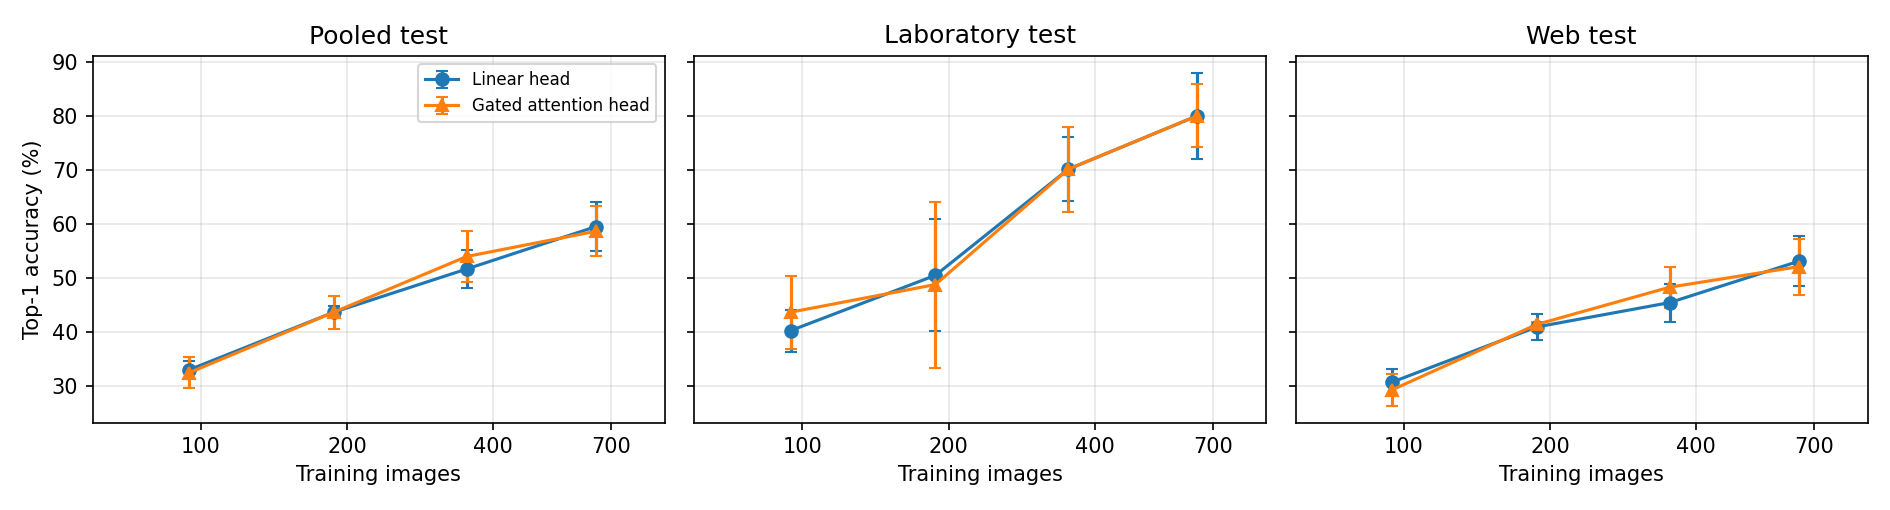 Pooled test
Laboratory test
Web test
Top-1 accuracy (%)
90
80
70
60
50
40
30
Linear head
Gated attention head
100 200 400 700
100 200 400 700
100 200 400 700
Training images
Training images
Training images